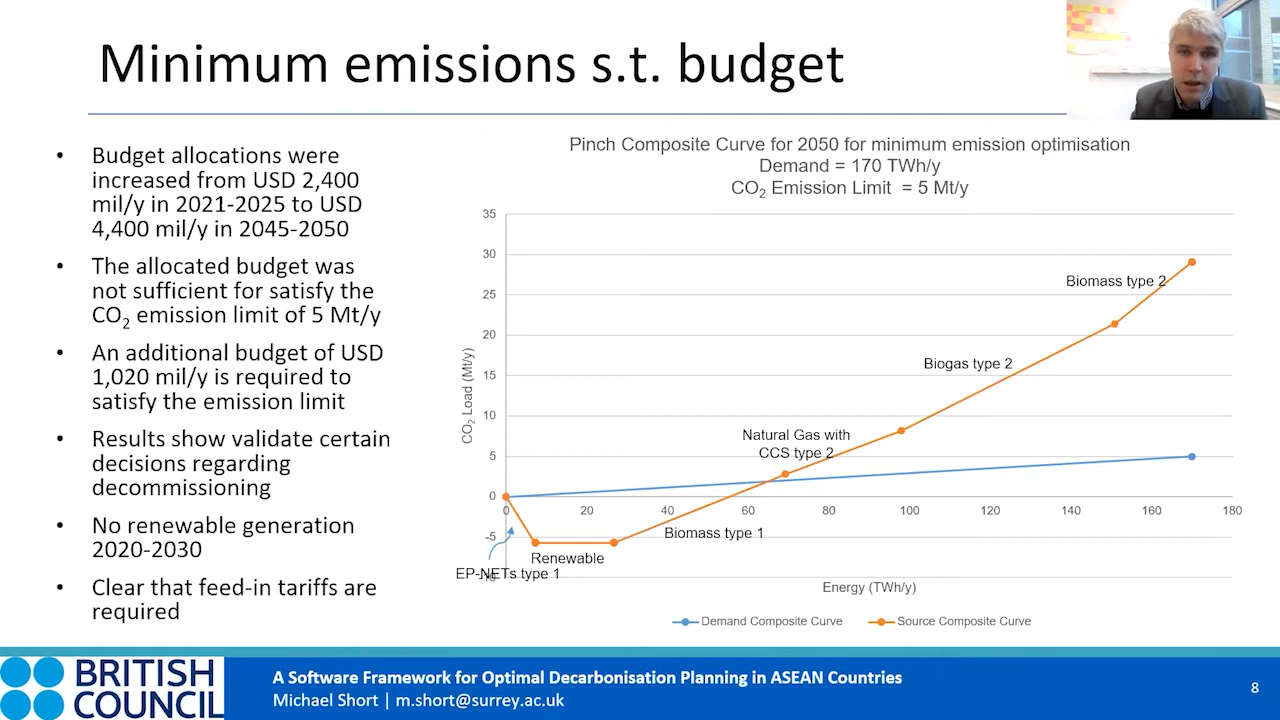 Minimum emissions s.t. budget
• Budget allocations were
increased from USD 2,400
mil/y in 2021-2025 to USD
4,400 mil/y in 2045-2050
• The allocated budget was
not sufficient for satisfy the
CO2 emission limit of 5 Mt/y
• An additional budget of USD
1,020 mil/y is required to
satisfy the emission limit
• Results show validate certain
decisions regarding
decommissioning
• No renewable generation
2020-2030
• Clear that feed-in tariffs are
required
Pinch Composite Curve for 2050 for minimum emission optimisation
Demand = 170 TWh/y
CO2 Emission Limit = 5 Mt/y
35
30
25
20
15
10
5
0
-5
-10
CO2 Load (Mt/y)
0 20 40 60 80 100 120 140 160 180
Energy (TWh/y)
EP-NETs type 1
Renewable
Biomass type 1
Natural Gas with
CCS type 2
Biogas type 2
Biomass type 2
Demand Composite Curve
Source Composite Curve
BRITISH
COUNCIL
A Software Framework for Optimal Decarbonisation Planning in ASEAN Countries
Michael Short | m.short@surrey.ac.uk
8